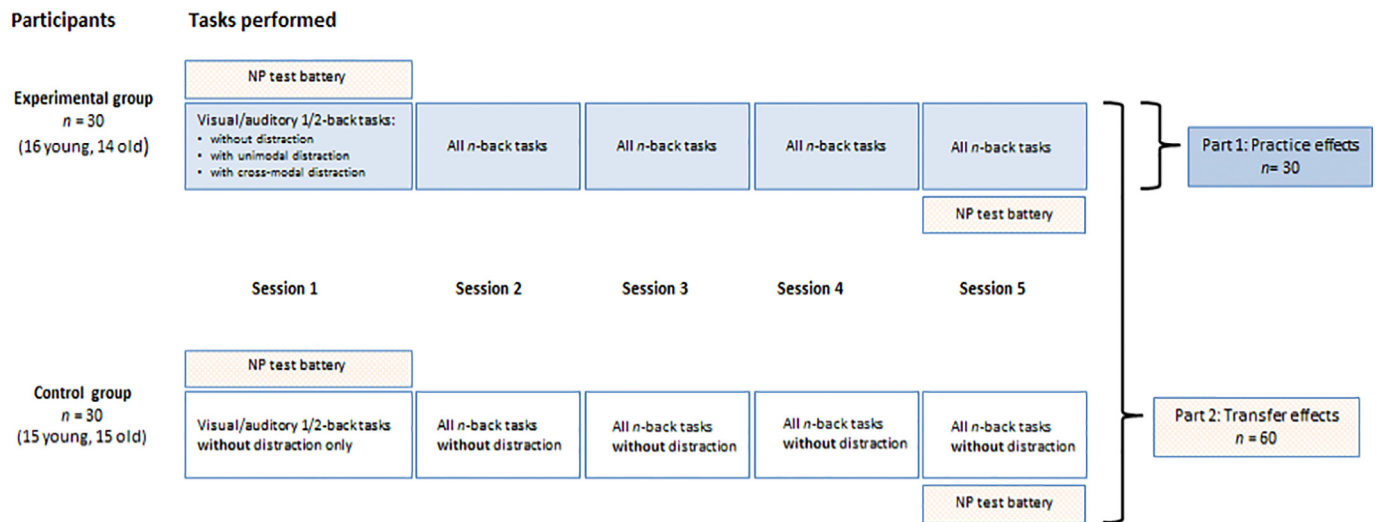 Participants
Tasks performed
NP test battery
Experimental group
n = 30
(16 young, 14 old)
Visual/auditory 1/2-back tasks:
• without distraction
• with unimodal distraction
• with cross-modal distraction
All n-back tasks
All n-back tasks
All n-back tasks
All n-back tasks
NP test battery
Part 1: Practice effects
n= 30
Session 1
Session 2
Session 3
Session 4
Session 5
NP test battery
Control group
n = 30
(15 young, 15 old)
Visual/auditory 1/2-back tasks
without distraction only
All n-back tasks
without distraction
All n-back tasks
without distraction
All n-back tasks
without distraction
All n-back tasks
without distraction
NP test battery
Part 2: Transfer effects
n = 60